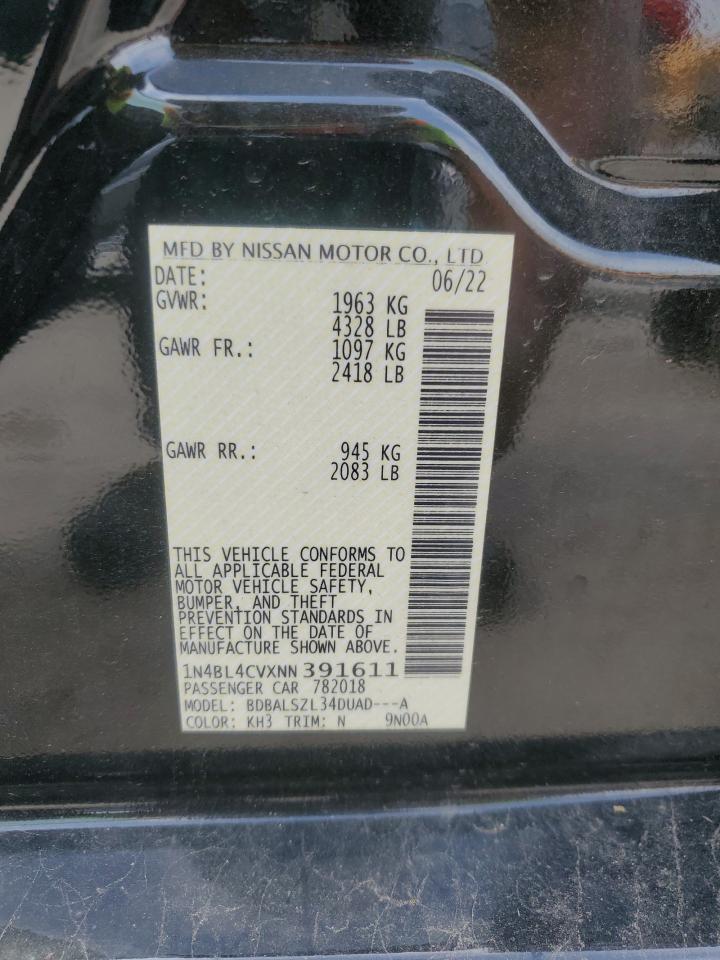 MFD BY NISSAN MOTOR CO., LTD
DATE: 06/22
GVWR: 1963 KG
4328 LB
GAWR FR.: 1097 KG
2418 LB
GAWR RR.: 945 KG
2083 LB
THIS VEHICLE CONFORMS TO
ALL APPLICABLE FEDERAL
MOTOR VEHICLE SAFETY,
BUMPER, AND THEFT
PREVENTION STANDARDS IN
EFFECT ON THE DATE OF
MANUFACTURE SHOWN ABOVE.
1N4BL4CVXNN391611
PASSENGER CAR 782018
MODEL: BDBALSZL34DUAD---A
COLOR: KH3 TRIM: N 9N00A